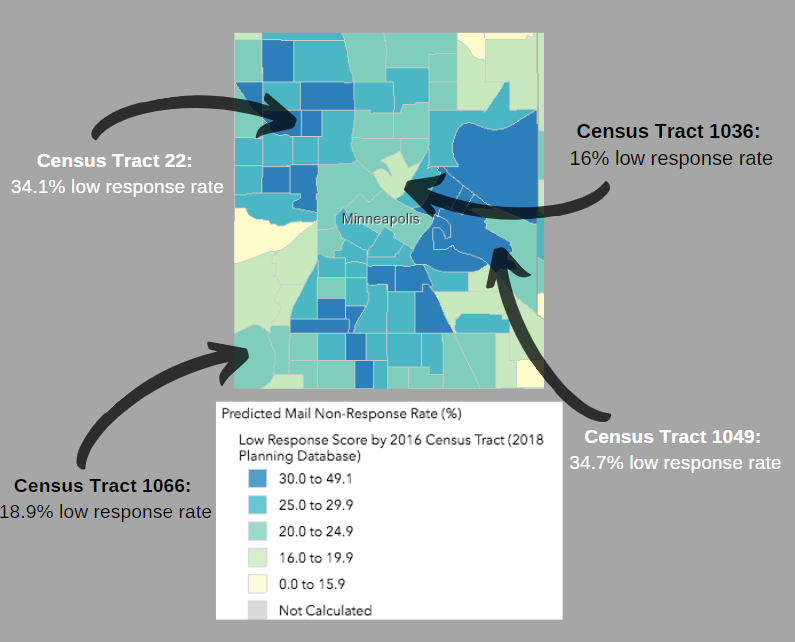 Census Tract 22:
34.1% low response rate
Census Tract 1036:
16% low response rate
Minneapolis
Census Tract 1066:
18.9% low response rate
Census Tract 1049:
34.7% low response rate
Predicted Mail Non-Response Rate (%)
Low Response Score by 2016 Census Tract (2018
Planning Database)
30.0 to 49.1
25.0 to 29.9
20.0 to 24.9
16.0 to 19.9
0.0 to 15.9
Not Calculated